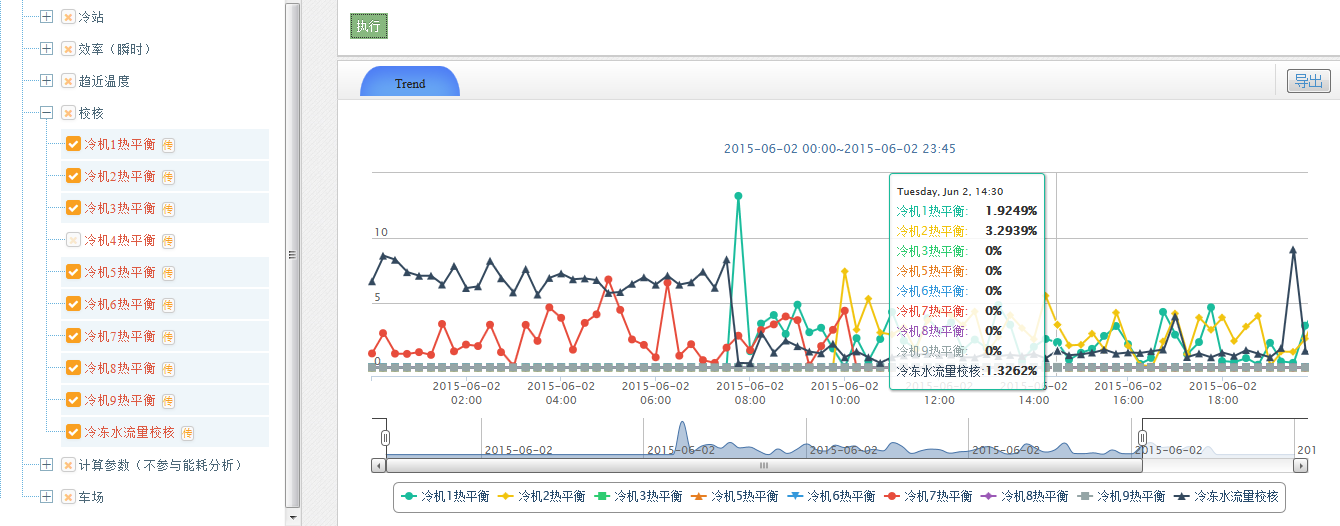 冷站
效率（瞬时）
趋近温度
校核
冷机1热平衡 传
冷机2热平衡 传
冷机3热平衡 传
冷机4热平衡 传
冷机5热平衡 传
冷机6热平衡 传
冷机7热平衡 传
冷机8热平衡 传
冷机9热平衡 传
冷冻水流量校核 传
计算参数（不参与能耗分析）
车场
执行
Trend
导出
2015-06-02 00:00~2015-06-02 23:45
10
5
0
Tuesday, Jun 2, 14:30
冷机1热平衡: 1.9249%
冷机2热平衡: 3.2939%
冷机3热平衡: 0%
冷机5热平衡: 0%
冷机6热平衡: 0%
冷机7热平衡: 0%
冷机8热平衡: 0%
冷机9热平衡: 0%
冷冻水流量校核: 1.3262%
2015-06-02 02:00
2015-06-02 04:00
2015-06-02 06:00
2015-06-02 08:00
2015-06-02 10:00
12:00
14:00
2015-06-02 16:00
2015-06-02 18:00
2015-06-02 2015-06-02 2015-06-02 2015-06-02 2015-06-02 201
冷机1热平衡 冷机2热平衡 冷机3热平衡 冷机5热平衡 冷机6热平衡 冷机7热平衡 冷机8热平衡 冷机9热平衡 冷冻水流量校核